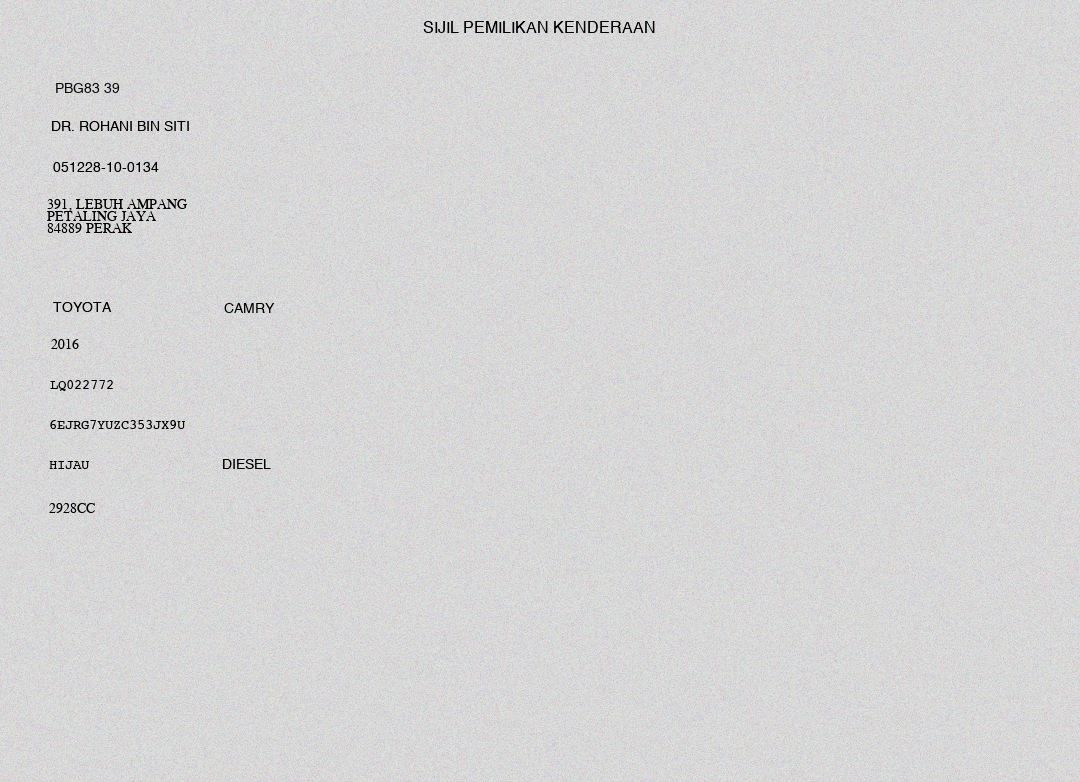 SIJIL PEMILIKAN KENDERAAN
PBG83 39
DR. ROHANI BIN SITI
051228-10-0134
391, LEBUH AMPANG
PETALING JAYA
84889 PERAK
TOYOTA CAMRY
2016
LQ022772
6EJRG7YUZC353JX9U
HIJAU DIESEL
2928CC